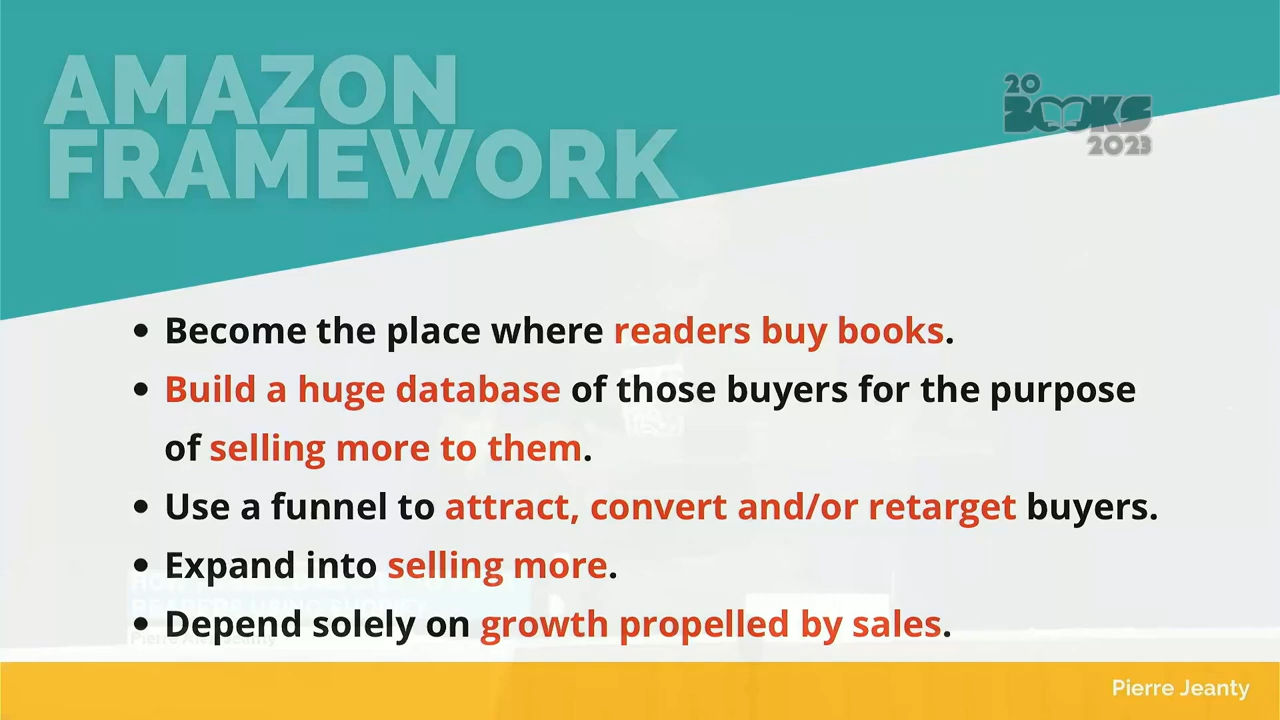 AMAZON
FRAMEWORK
20
BOOKS
2023
• Become the place where readers buy books.
• Build a huge database of those buyers for the purpose
of selling more to them.
• Use a funnel to attract, convert and/or retarget buyers.
• Expand into selling more.
• Depend solely on growth propelled by sales.
Pierre Jeanty